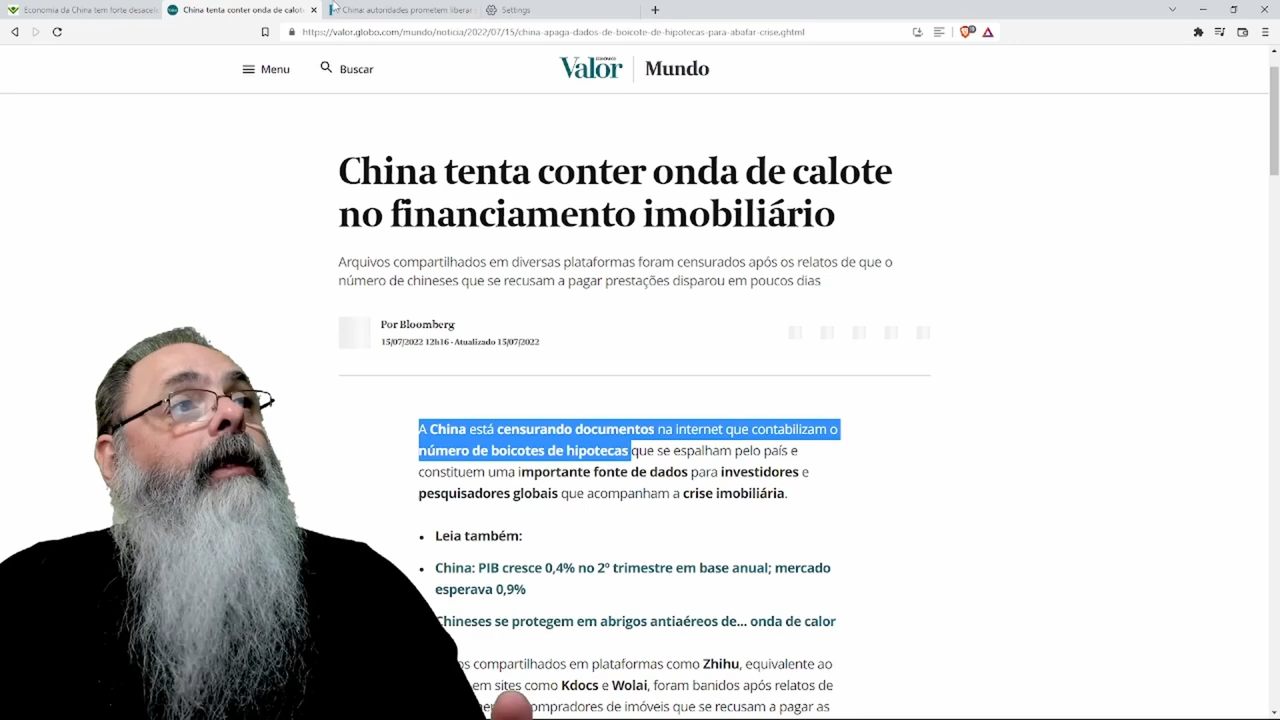 Economia da China tem forte desacel
China tenta conter onda de calote
China: autoridades prometem liberar
Settings
https://valor.globo.com/mundo/noticia/2022/07/15/china-apaga-dados-de-boicote-de-hipotecas-para-abafar-crise.ghtml
Menu
Buscar
Valor
ECONÔMICO
Mundo
China tenta conter onda de calote
no financiamento imobiliário
Arquivos compartilhados em diversas plataformas foram censurados após os relatos de que o
número de chineses que se recusam a pagar prestações disparou em poucos dias
Por Bloomberg
15/07/2022 12h16 · Atualizado 15/07/2022
A China está censurando documentos na internet que contabilizam o
número de boicotes de hipotecas que se espalham pelo país e
constituem uma importante fonte de dados para investidores e
pesquisadores globais que acompanham a crise imobiliária.
• Leia também:
• China: PIB cresce 0,4% no 2º trimestre em base anual; mercado
esperava 0,9%
Chineses se protegem em abrigos antiaéreos de... onda de calor
os compartilhados em plataformas como Zhihu, equivalente ao
em sites como Kdocs e Wolai, foram banidos após relatos de
compradores de imóveis que se recusam a pagar as